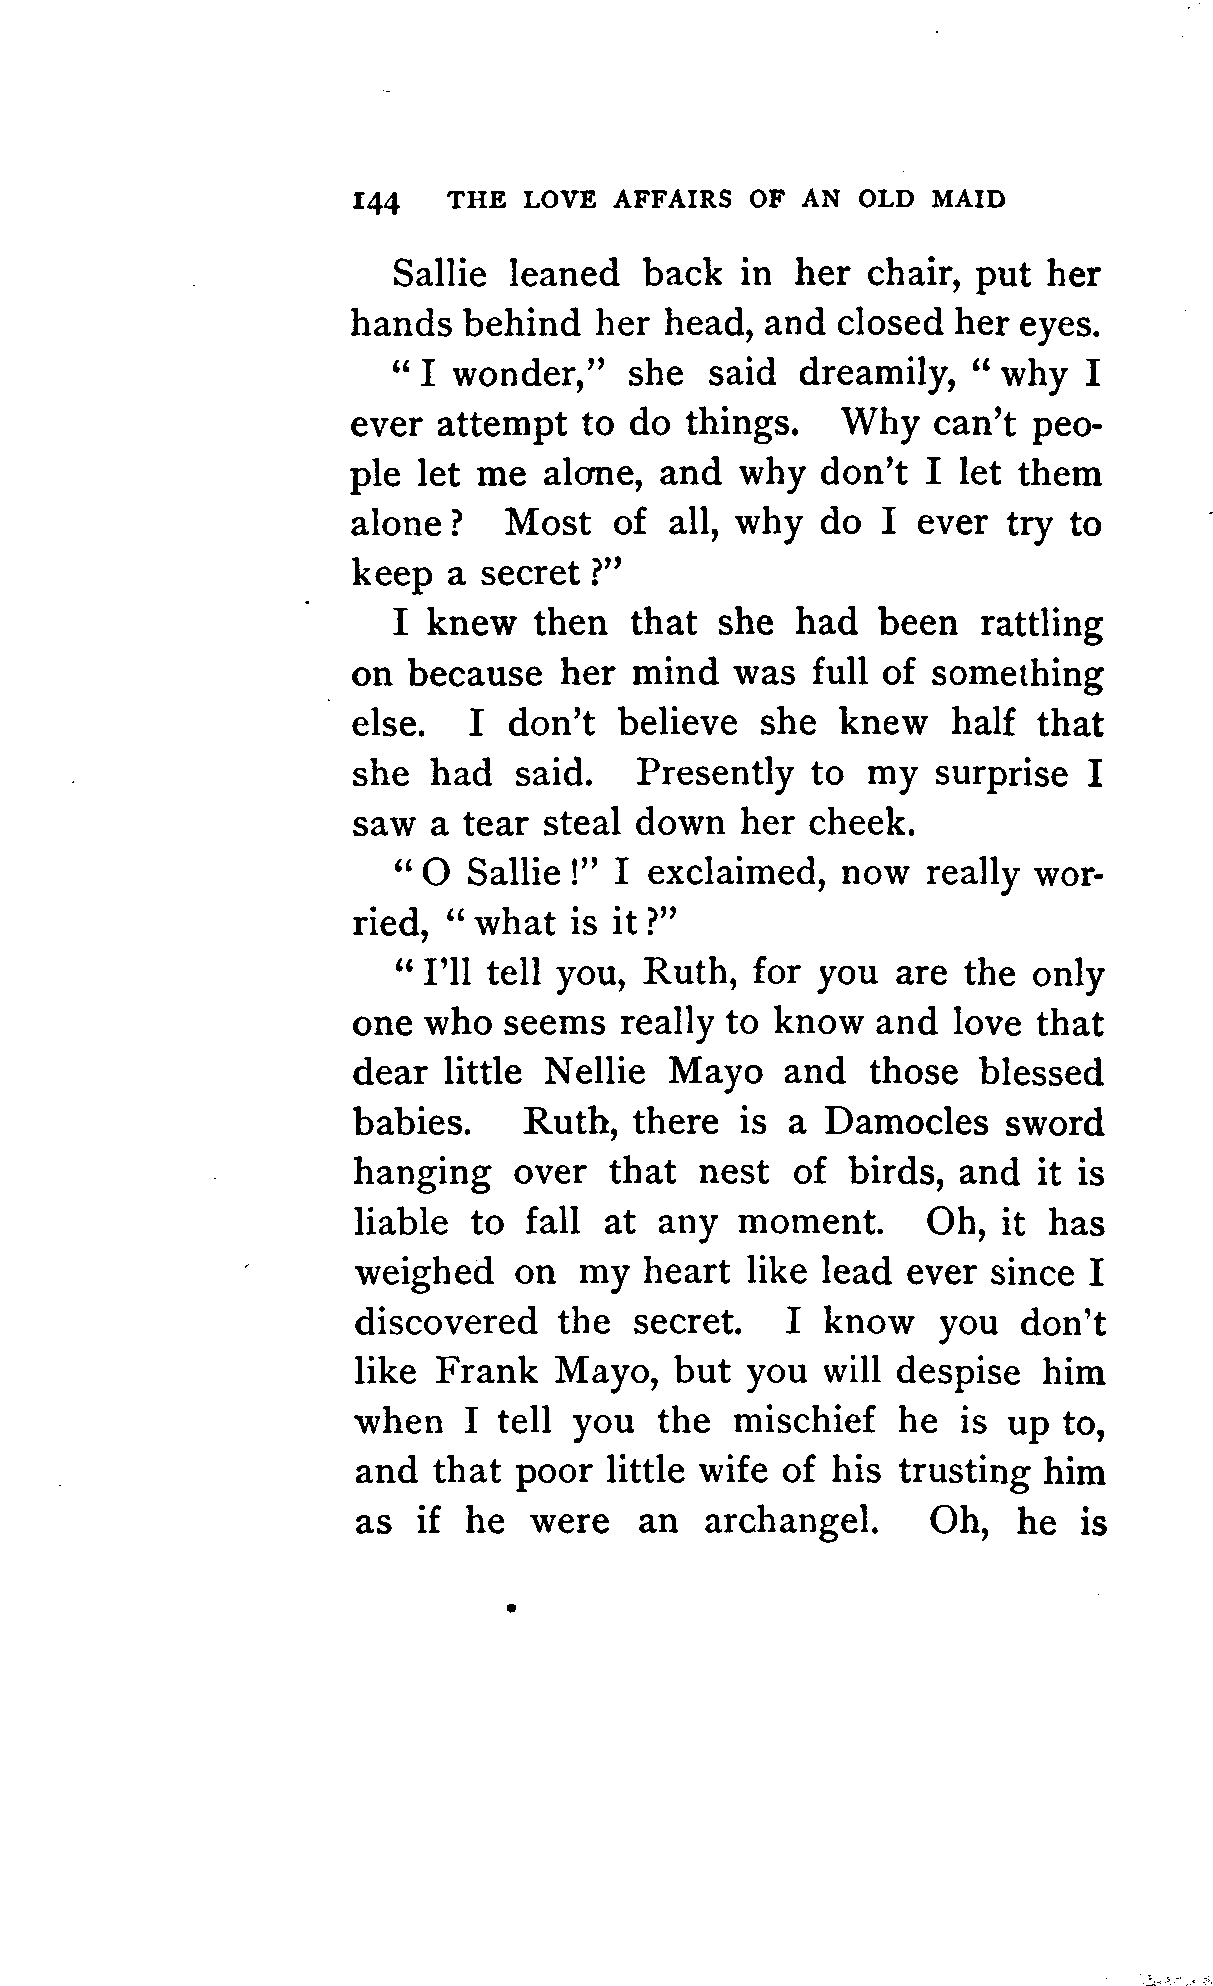 144 THE LOVE AFFAIRS OF AN OLD MAID
Sallie leaned back in her chair, put her
hands behind her head, and closed her eyes.
“ I wonder,” she said dreamily, “ why I
ever attempt to do things. Why can’t peo-
ple let me alone, and why don’t I let them
alone ? Most of all, why do I ever try to
keep a secret ?”
I knew then that she had been rattling
on because her mind was full of something
else. I don’t believe she knew half that
she had said. Presently to my surprise I
saw a tear steal down her cheek.
“ O Sallie !” I exclaimed, now really wor-
ried, “ what is it ?”
“ I’ll tell you, Ruth, for you are the only
one who seems really to know and love that
dear little Nellie Mayo and those blessed
babies. Ruth, there is a Damocles sword
hanging over that nest of birds, and it is
liable to fall at any moment. Oh, it has
weighed on my heart like lead ever since I
discovered the secret. I know you don’t
like Frank Mayo, but you will despise him
when I tell you the mischief he is up to,
and that poor little wife of his trusting him
as if he were an archangel. Oh, he is